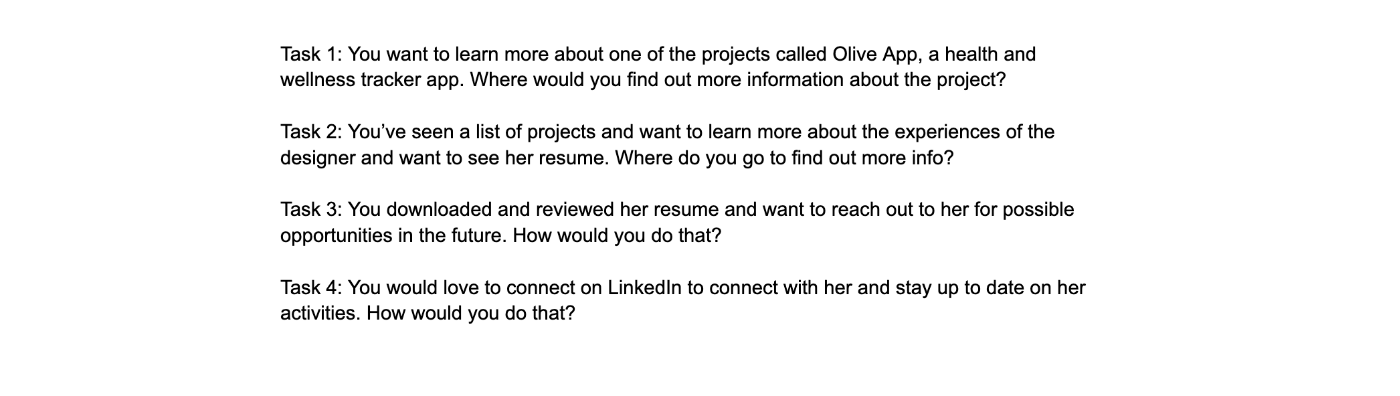 Task 1: You want to learn more about one of the projects called Olive App, a health and
wellness tracker app. Where would you find out more information about the project?
Task 2: You’ve seen a list of projects and want to learn more about the experiences of the
designer and want to see her resume. Where do you go to find out more info?
Task 3: You downloaded and reviewed her resume and want to reach out to her for possible
opportunities in the future. How would you do that?
Task 4: You would love to connect on LinkedIn to connect with her and stay up to date on her
activities. How would you do that?